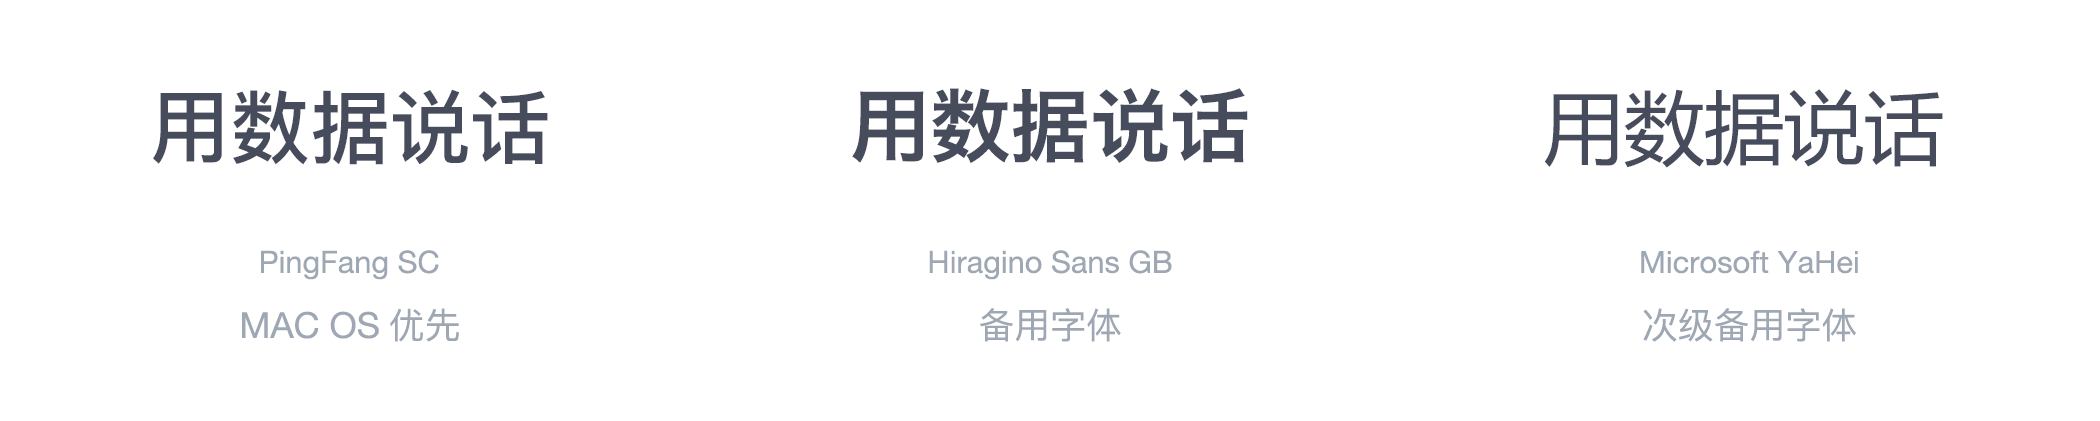 用数据说话
PingFang SC
MAC OS 优先
用数据说话
Hiragino Sans GB
备用字体
用数据说话
Microsoft YaHei
次级备用字体